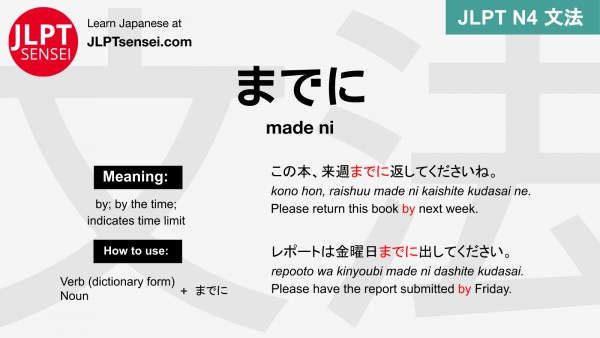 JLPT
SENSEI
Learn Japanese at
JLPTsensei.com
JLPT N4 文法
文法
までに
made ni
Meaning:
by; by the time;
indicates time limit
How to use:
Verb (dictionary form)
Noun
+ までに
この本、来週までに返してくださいね。
kono hon, raishuu made ni kaishite kudasai ne.
Please return this book by next week.
レポートは金曜日までに出してください。
repooto wa kinyoubi made ni dashite kudasai.
Please have the report submitted by Friday.